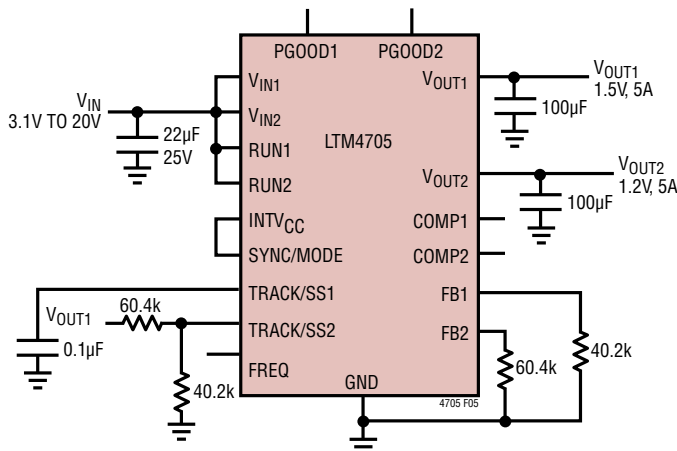 PGOOD1 PGOOD2
VIN
3.1V TO 20V
22µF
25V
VIN1
VIN2
RUN1
RUN2
INTVCC
SYNC/MODE
TRACK/SS1
TRACK/SS2
FREQ
LTM4705
VOUT1
VOUT2
COMP1
COMP2
FB1
FB2
GND
100µF
VOUT1
1.5V, 5A
100µF
VOUT2
1.2V, 5A
VOUT1
60.4k
0.1µF
40.2k
60.4k
40.2k
4705 F05